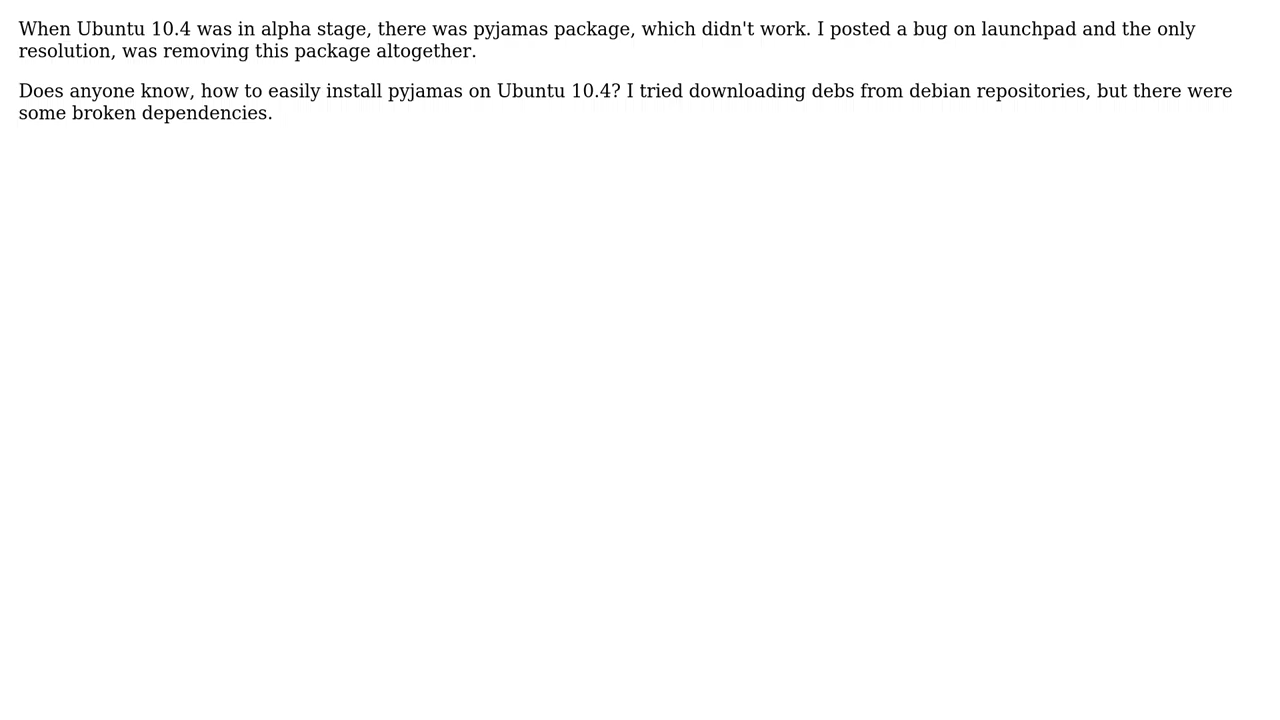 When Ubuntu 10.4 was in alpha stage, there was pyjamas package, which didn't work. I posted a bug on launchpad and the only
resolution, was removing this package altogether.
Does anyone know, how to easily install pyjamas on Ubuntu 10.4? I tried downloading debs from debian repositories, but there were
some broken dependencies.